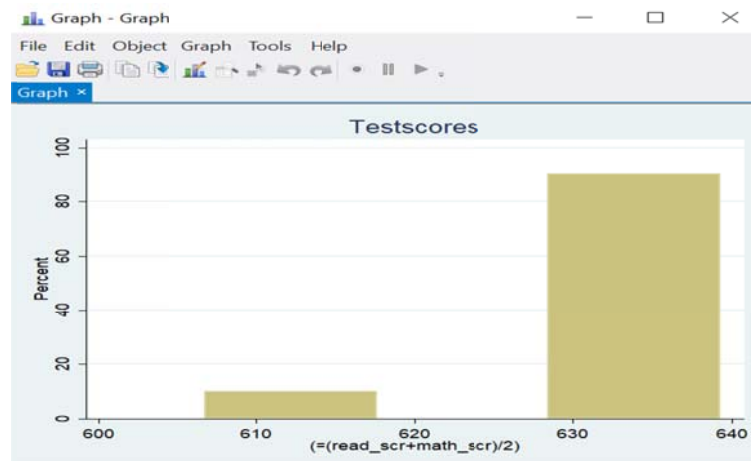 Graph - Graph
File Edit Object Graph Tools Help
Graph ×
Testscores
100
80
60
40
20
0
Percent
600 610 620 630 640
(=(read_scr+math_scr)/2)